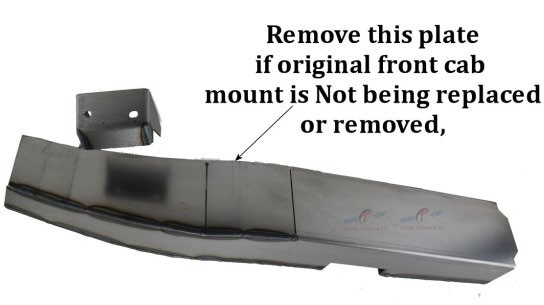 Remove this plate
if original front cab
mount is Not being replaced
or removed,